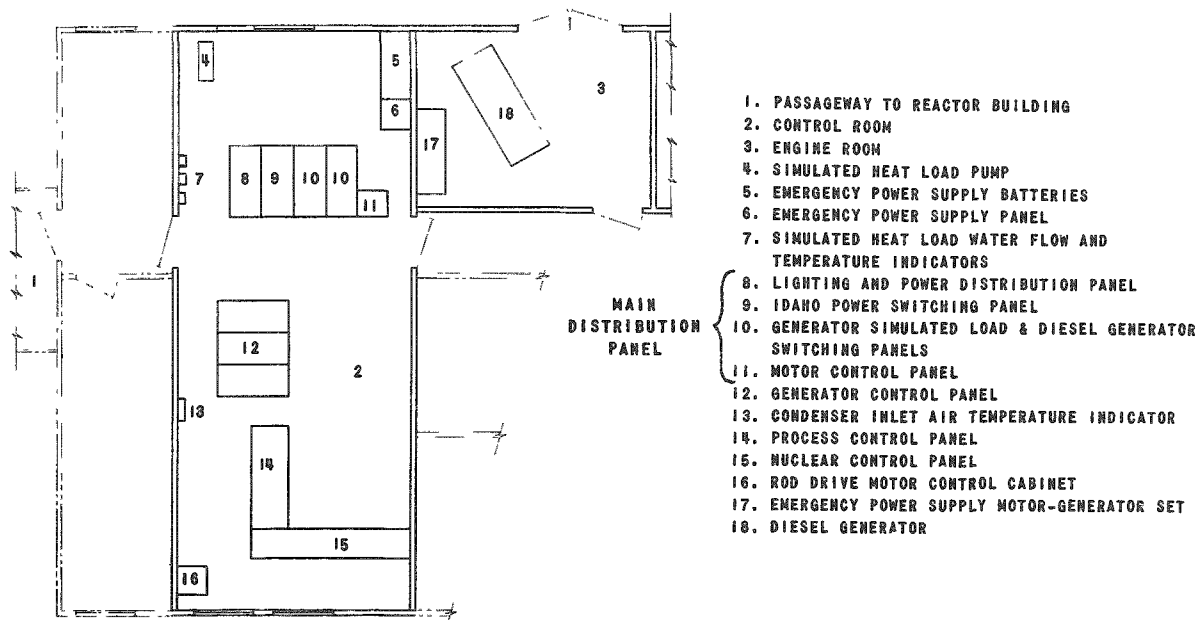 4
5
6
18
3
17
7
8 9 10 10
11
1
12
2
13
14
15
16
1. PASSAGEWAY TO REACTOR BUILDING
2. CONTROL ROOM
3. ENGINE ROOM
4. SIMULATED HEAT LOAD PUMP
5. EMERGENCY POWER SUPPLY BATTERIES
6. EMERGENCY POWER SUPPLY PANEL
7. SIMULATED HEAT LOAD WATER FLOW AND
TEMPERATURE INDICATORS
MAIN
DISTRIBUTION
PANEL
8. LIGHTING AND POWER DISTRIBUTION PANEL
9. IDAHO POWER SWITCHING PANEL
10. GENERATOR SIMULATED LOAD & DIESEL GENERATOR
SWITCHING PANELS
11. MOTOR CONTROL PANEL
12. GENERATOR CONTROL PANEL
13. CONDENSER INLET AIR TEMPERATURE INDICATOR
14. PROCESS CONTROL PANEL
15. NUCLEAR CONTROL PANEL
16. ROD DRIVE MOTOR CONTROL CABINET
17. EMERGENCY POWER SUPPLY MOTOR-GENERATOR SET
18. DIESEL GENERATOR